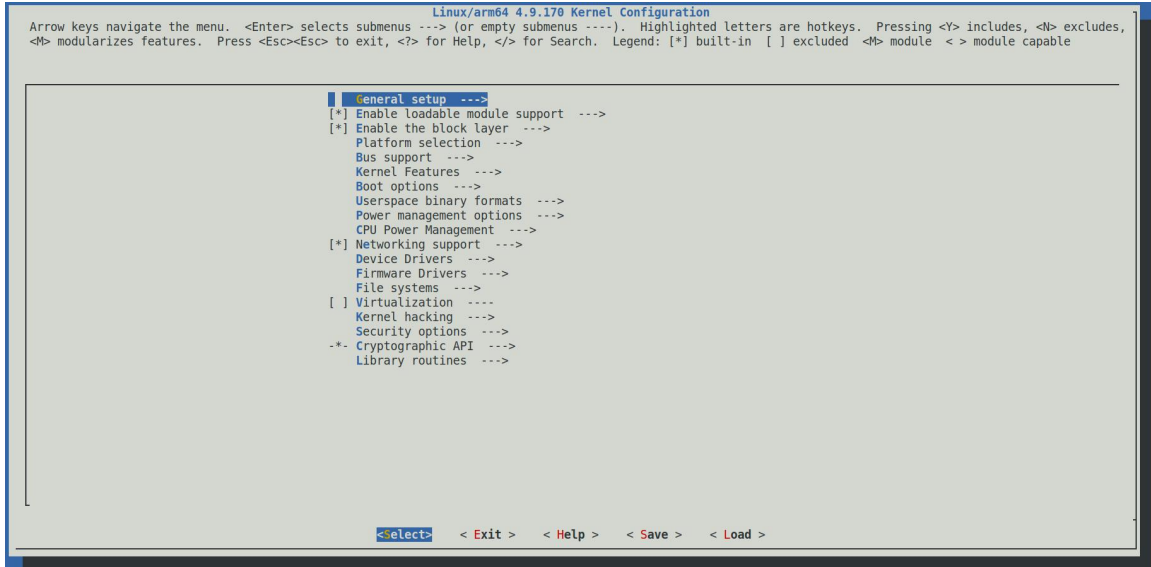 Linux/arm64 4.9.170 Kernel Configuration
Arrow keys navigate the menu.  <Enter> selects submenus ---> (or empty submenus ----).  Highlighted letters are hotkeys.  Pressing <Y> includes, <N> excludes,
<M> modularizes features.  Press <Esc><Esc> to exit, <?> for Help, </> for Search.  Legend: [*] built-in  [ ] excluded  <M> module  < > module capable
General setup  --->
[*] Enable loadable module support  --->
[*] Enable the block layer  --->
Platform selection  --->
Bus support  --->
Kernel Features  --->
Boot options  --->
Userspace binary formats  --->
Power management options  --->
CPU Power Management  --->
[*] Networking support  --->
Device Drivers  --->
Firmware Drivers  --->
File systems  --->
[ ] Virtualization  ----
Kernel hacking  --->
Security options  --->
-*- Cryptographic API  --->
Library routines  --->
<Select>    < Exit >    < Help >    < Save >    < Load >